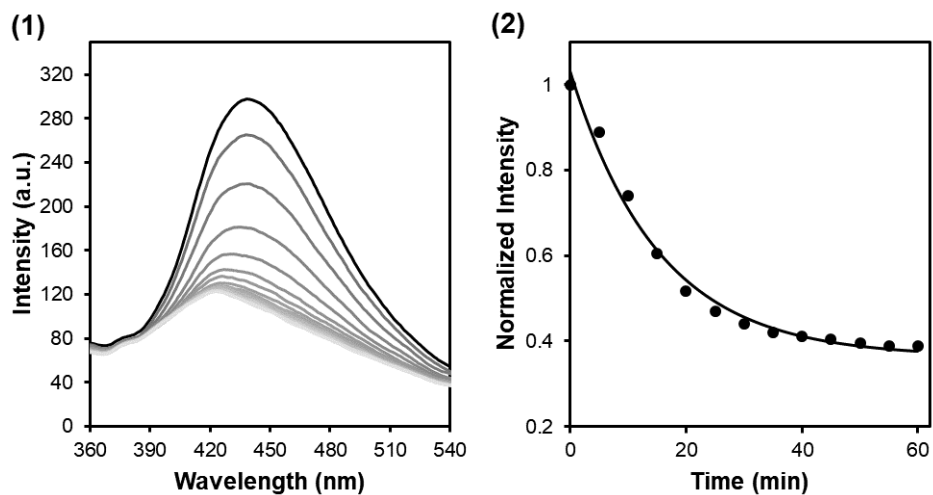 (1)
Intensity (a.u.)
320
280
240
200
160
120
80
40
0
360 390 420 450 480 510 540
Wavelength (nm)
(2)
Normalized Intensity
1
0.8
0.6
0.4
0.2
0 20 40 60
Time (min)